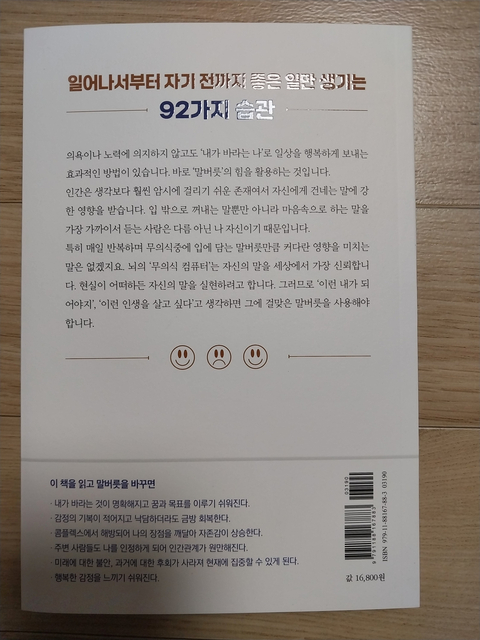 일어나서부터 자기 전까지 좋은 일만 생기는
92가지 습관
의욕이나 노력에 의지하지 않고도 '내가 바라는 나'로 일상을 행복하게 보내는
효과적인 방법이 있습니다. 바로 '말버릇'의 힘을 활용하는 것입니다.
인간은 생각보다 훨씬 암시에 걸리기 쉬운 존재여서 자신에게 건네는 말에 강
한 영향을 받습니다. 입 밖으로 꺼내는 말뿐만 아니라 마음속으로 하는 말을
가장 가까이서 듣는 사람은 다름 아닌 나 자신이기 때문입니다.
특히 매일 반복하며 무의식중에 입에 담는 말버릇만큼 커다란 영향을 미치는
말은 없겠지요. 뇌의 '무의식 컴퓨터'는 자신의 말을 세상에서 가장 신뢰합니
다. 현실이 어떠하든 자신의 말을 실현하려고 합니다. 그러므로 '이런 내가 되
어야지', '이런 인생을 살고 싶다'고 생각하면 그에 걸맞은 말버릇을 사용해야
합니다.
이 책을 읽고 말버릇을 바꾸면
· 내가 바라는 것이 명확해지고 꿈과 목표를 이루기 쉬워진다.
· 감정의 기복이 적어지고 낙담하더라도 금방 회복한다.
· 콤플렉스에서 해방되어 나의 장점을 깨달아 자존감이 상승한다.
· 주변 사람들도 나를 인정하게 되어 인간관계가 원만해진다.
· 미래에 대한 불안, 과거에 대한 후회가 사라져 현재에 집중할 수 있게 된다.
· 행복한 감정을 느끼기 쉬워진다.
03190
9 791188 167883
ISBN 979-11-88167-88-3 03190
값 16,800원